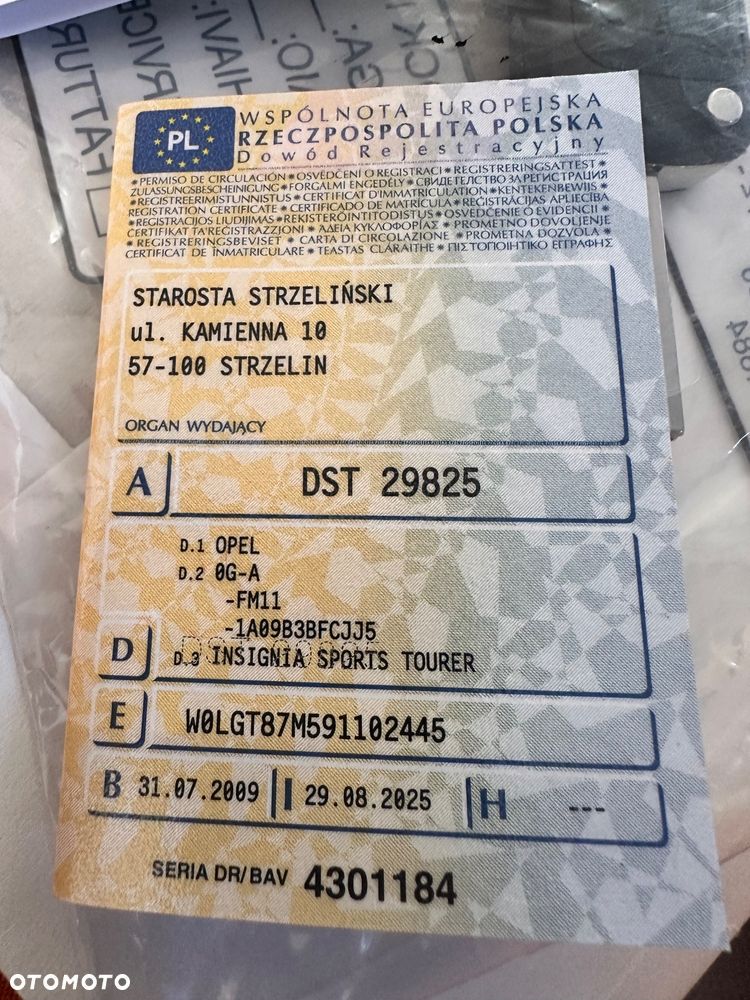 WSPÓLNOTA EUROPEJSKA
PL
RZECZPOSPOLITA POLSKA
Dowód Rejestracyjny
* PERMISO DE CIRCULACIÓN * OSVĚDČENÍ O REGISTRACI * REGISTRERINGSATTEST *
ZULASSUNGSBESCHEINIGUNG * FORGALMI ENGEDÉLY * СВИДЕТЕЛСТВО ЗА РЕГИСТРАЦИЯ
* REGISTREERIMISTUNNISTUS * CERTIFICAT D'IMMATRICULATION * KENTEKENBEWIJS *
REGISTRATION CERTIFICATE * CERTIFICADO DE MATRÍCULA * REĢISTRĀCIJAS APLIECĪBA
* REGISTRACIJOS LIUDIJIMAS * REKISTERÖINTITODISTUS * OSVEDČENIE O EVIDENCII *
CERTIFIKAT TA'REĠISTRAZZJONI * ΑΔΕΙΑ ΚΥΚΛΟΦΟΡΙΑΣ * PROMETNO DOVOLJENJE
* REGISTRERINGSBEVISET * CARTA DI CIRCOLAZIONE * PROMETNA DOZVOLA *
CERTIFICAT DE ÎNMATRICULARE * TEASTAS CLÁRAITHE * ΠΙΣΤΟΠΟΙΗΤΙΚΟ ΕΓΓΡΑΦΗΣ
STAROSTA STRZELIŃSKI
ul. KAMIENNA 10
57-100 STRZELIN
ORGAN WYDAJĄCY
A DST 29825
D.1 OPEL
D.2 0G-A
-FM11
-1A09B3BFCJJ5
D D.3 INSIGNIA SPORTS TOURER
E W0LGT87M591102445
B 31.07.2009 I 29.08.2025 H ---
SERIA DR/BAV 4301184
OTOMOTO